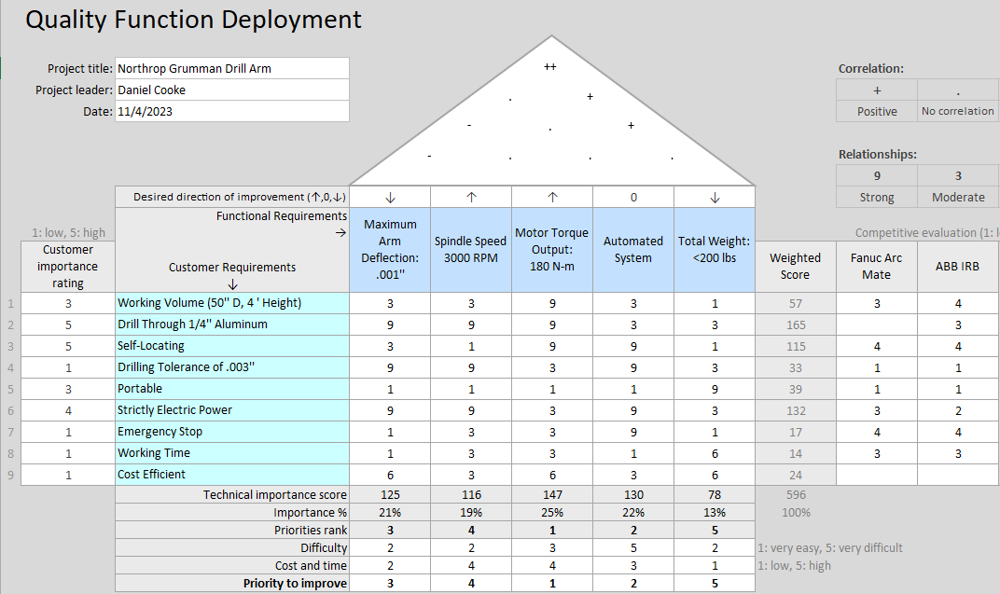 Quality Function Deployment
Project title: Northrop Grumman Drill Arm
Project leader: Daniel Cooke
Date: 11/4/2023
++
. +
- . +
- . . .
Correlation:
+ .
Positive No correlation
Relationships:
9 3
Strong Moderate
Desired direction of improvement (↑,0,↓) ↓ ↑ ↑ 0 ↓
1: low, 5: high
Customer importance rating
Functional Requirements →
Customer Requirements ↓
Maximum Arm Deflection: .001"
Spindle Speed 3000 RPM
Motor Torque Output: 180 N-m
Automated System
Total Weight: <200 lbs
Weighted Score
Competitive evaluation (1: l
Fanuc Arc Mate
ABB IRB
1 3 Working Volume (50" D, 4 ' Height) 3 3 9 3 1 57 3 4
2 5 Drill Through 1/4" Aluminum 9 9 9 3 3 165 3
3 5 Self-Locating 3 1 9 9 1 115 4 4
4 1 Drilling Tolerance of .003" 9 9 3 9 3 33 1 1
5 3 Portable 1 1 1 1 9 39 1 1
6 4 Strictly Electric Power 9 9 3 9 3 132 3 2
7 1 Emergency Stop 1 3 3 9 1 17 4 4
8 1 Working Time 1 3 3 1 6 14 3 3
9 1 Cost Efficient 6 3 6 3 6 24
Technical importance score 125 116 147 130 78 596
Importance % 21% 19% 25% 22% 13% 100%
Priorities rank 3 4 1 2 5
Difficulty 2 2 3 5 2 1: very easy, 5: very difficult
Cost and time 2 4 4 3 1 1: low, 5: high
Priority to improve 3 4 1 2 5